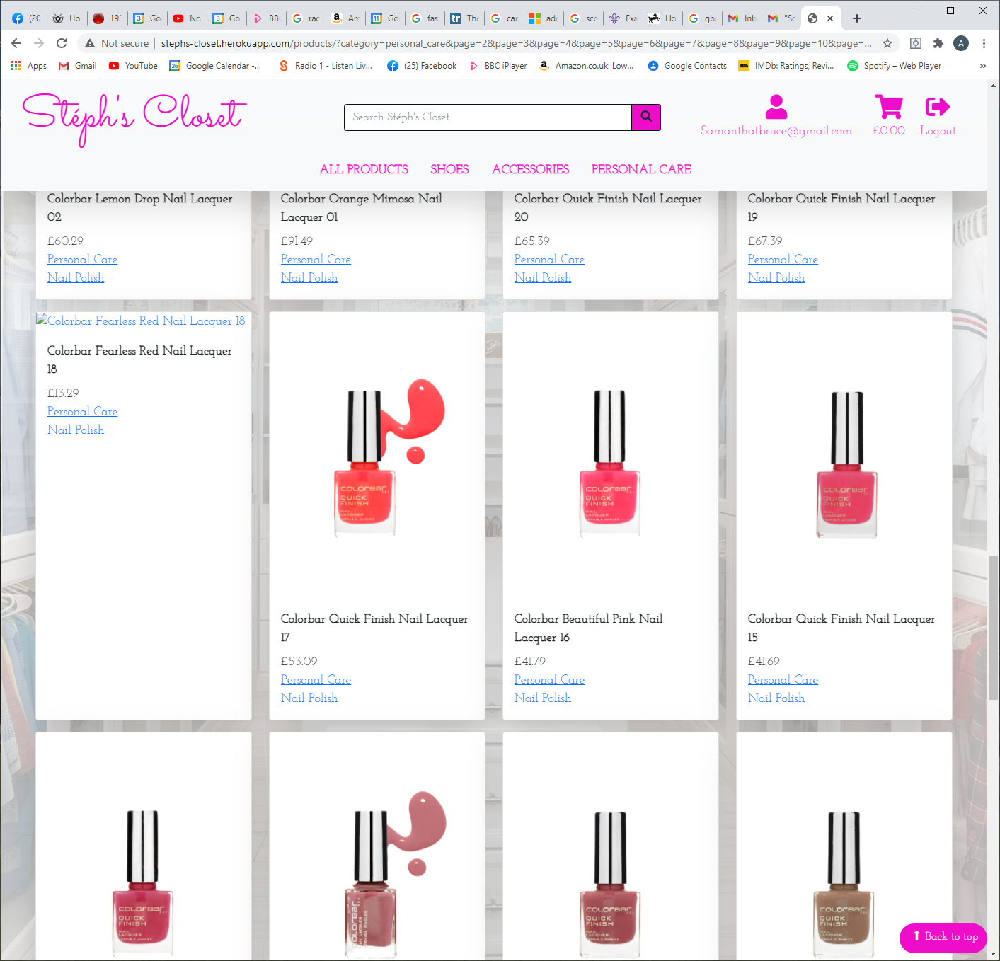 (20
Ho
193
Go
No
Go
BBC
rac
Am
Go
fas
The
car
adc
scc
Exa
Llo
gb
Inb
"Sc
Not secure
stephs-closet.herokuapp.com/products/?category=personal_care&page=2&page=3&page=4&page=5&page=6&page=7&page=8&page=9&page=10&page=...
A
Apps
Gmail
YouTube
Google Calendar -...
Radio 1 - Listen Liv...
(25) Facebook
BBC iPlayer
Amazon.co.uk: Low...
Google Contacts
IMDb: Ratings, Revi...
Spotify – Web Player
»
Stéph's Closet
Search Stéph's Closet
Samanthatbruce@gmail.com
£0.00
Logout
ALL PRODUCTS
SHOES
ACCESSORIES
PERSONAL CARE
Colorbar Lemon Drop Nail Lacquer
02
£60.29
Personal Care
Nail Polish
Colorbar Orange Mimosa Nail
Lacquer 01
£91.49
Personal Care
Nail Polish
Colorbar Quick Finish Nail Lacquer
20
£65.39
Personal Care
Nail Polish
Colorbar Quick Finish Nail Lacquer
19
£67.39
Personal Care
Nail Polish
Colorbar Fearless Red Nail Lacquer 18
Colorbar Fearless Red Nail Lacquer
18
£13.29
Personal Care
Nail Polish
COLORBAR
QUICK
FINISH
NAIL
LACQUER
Colorbar Quick Finish Nail Lacquer
17
£53.09
Personal Care
Nail Polish
COLORBAR
QUICK
FINISH
NAIL
LACQUER
Colorbar Beautiful Pink Nail
Lacquer 16
£41.79
Personal Care
Nail Polish
COLORBAR
QUICK
FINISH
NAIL
LACQUER
Colorbar Quick Finish Nail Lacquer
15
£41.69
Personal Care
Nail Polish
COLORBAR
QUICK
FINISH
NAIL
LACQUER
COLORBAR
COLORBAR
QUICK
FINISH
NAIL
LACQUER
COLORBAR
QUICK
FINISH
NAIL
LACQUER
Back to top